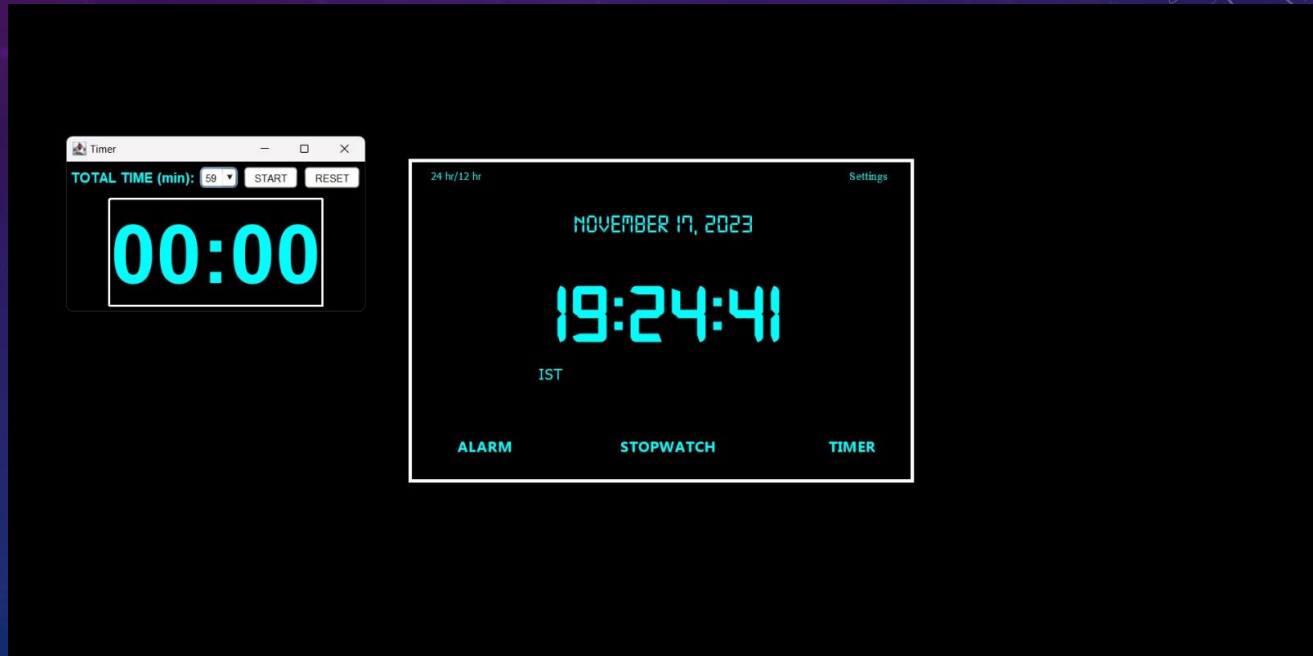 Timer
TOTAL TIME (min): 59 START RESET
00:00
24 hr/12 hr Settings
NOVEMBER 17, 2023
19:24:41
IST
ALARM STOPWATCH TIMER